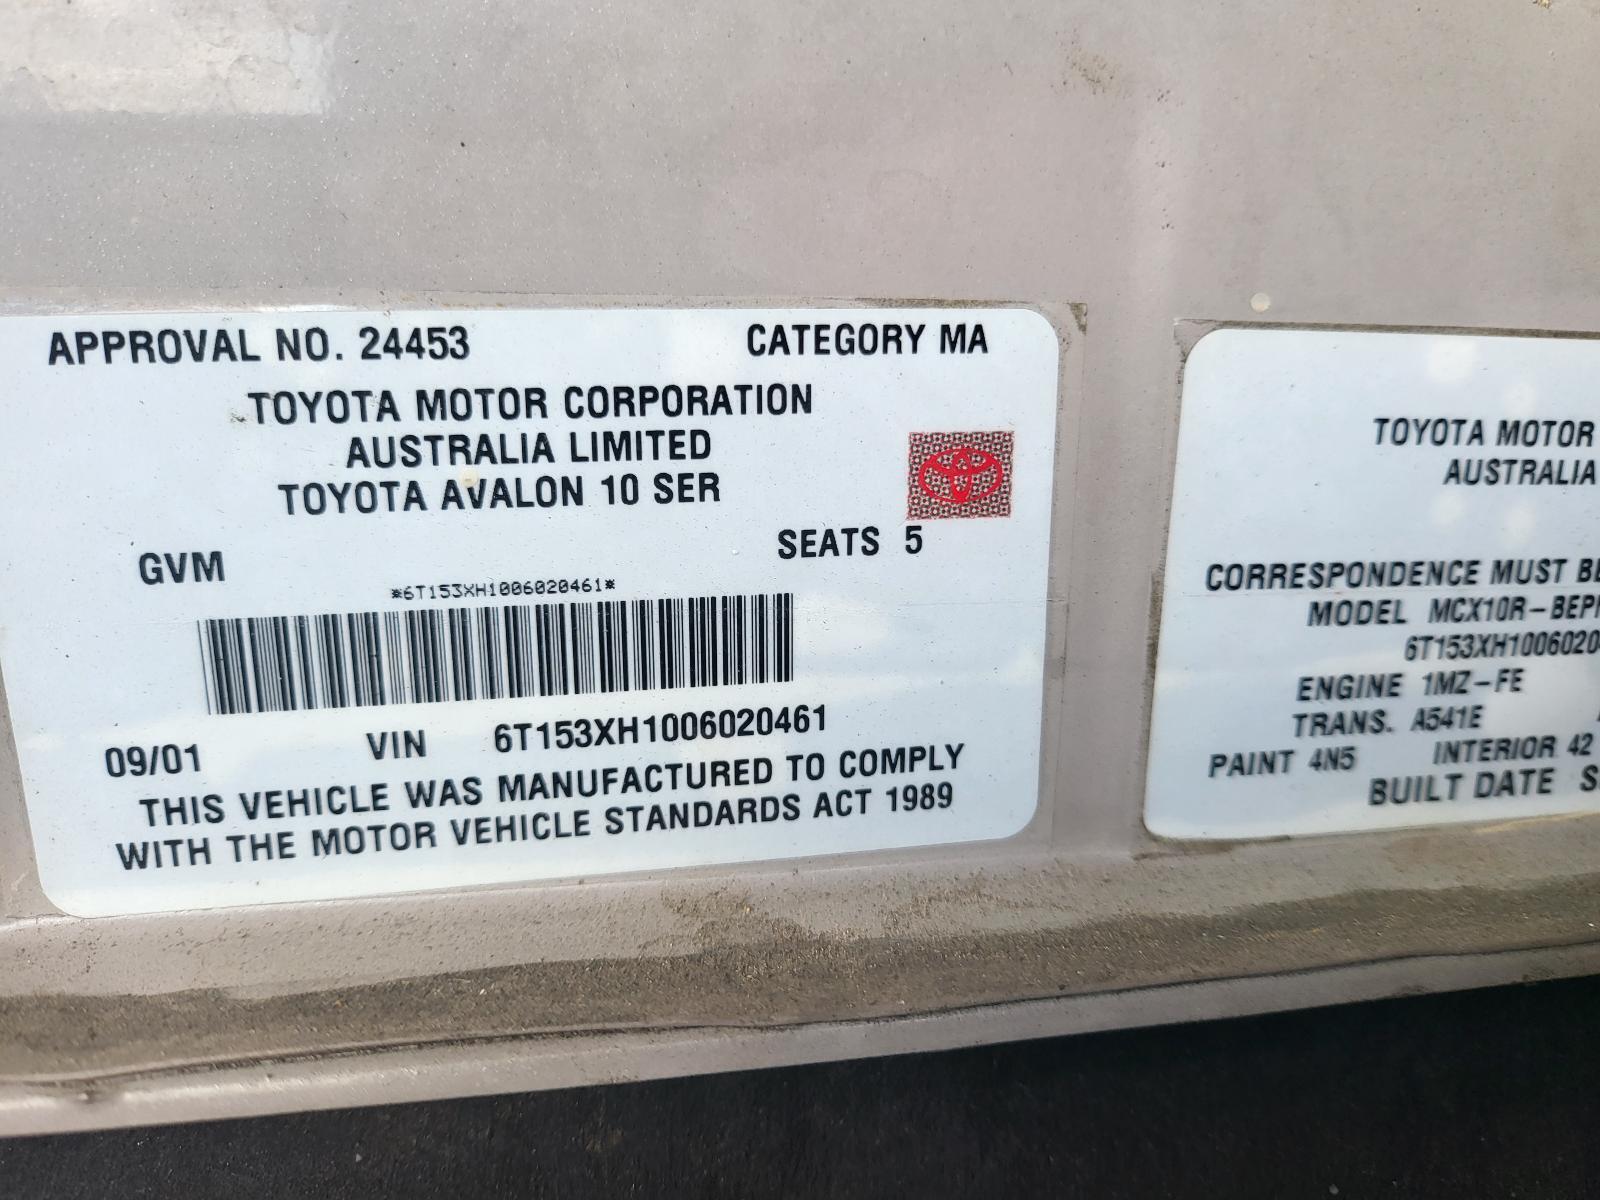 APPROVAL NO. 24453 CATEGORY MA
TOYOTA MOTOR CORPORATION
AUSTRALIA LIMITED
TOYOTA AVALON 10 SER
GVM SEATS 5
*6T153XH1006020461*
09/01 VIN 6T153XH1006020461
THIS VEHICLE WAS MANUFACTURED TO COMPLY
WITH THE MOTOR VEHICLE STANDARDS ACT 1989
TOYOTA MOTOR
AUSTRALIA
CORRESPONDENCE MUST
MODEL MCX10R-BEP
6T153XH1006020
ENGINE 1MZ-FE
TRANS. A541E
PAINT 4N5 INTERIOR 42
BUILT DATE